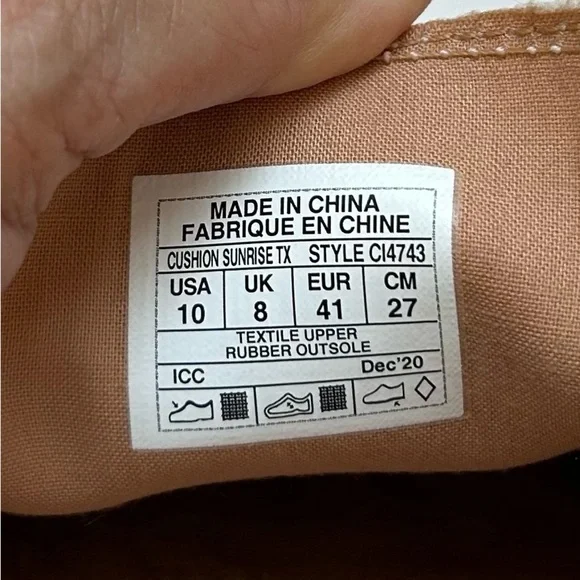 MADE IN CHINA
FABRIQUE EN CHINE
CUSHION SUNRISE TX STYLE CI4743
USA UK EUR CM
10 8 41 27
TEXTILE UPPER
RUBBER OUTSOLE
ICC Dec'20